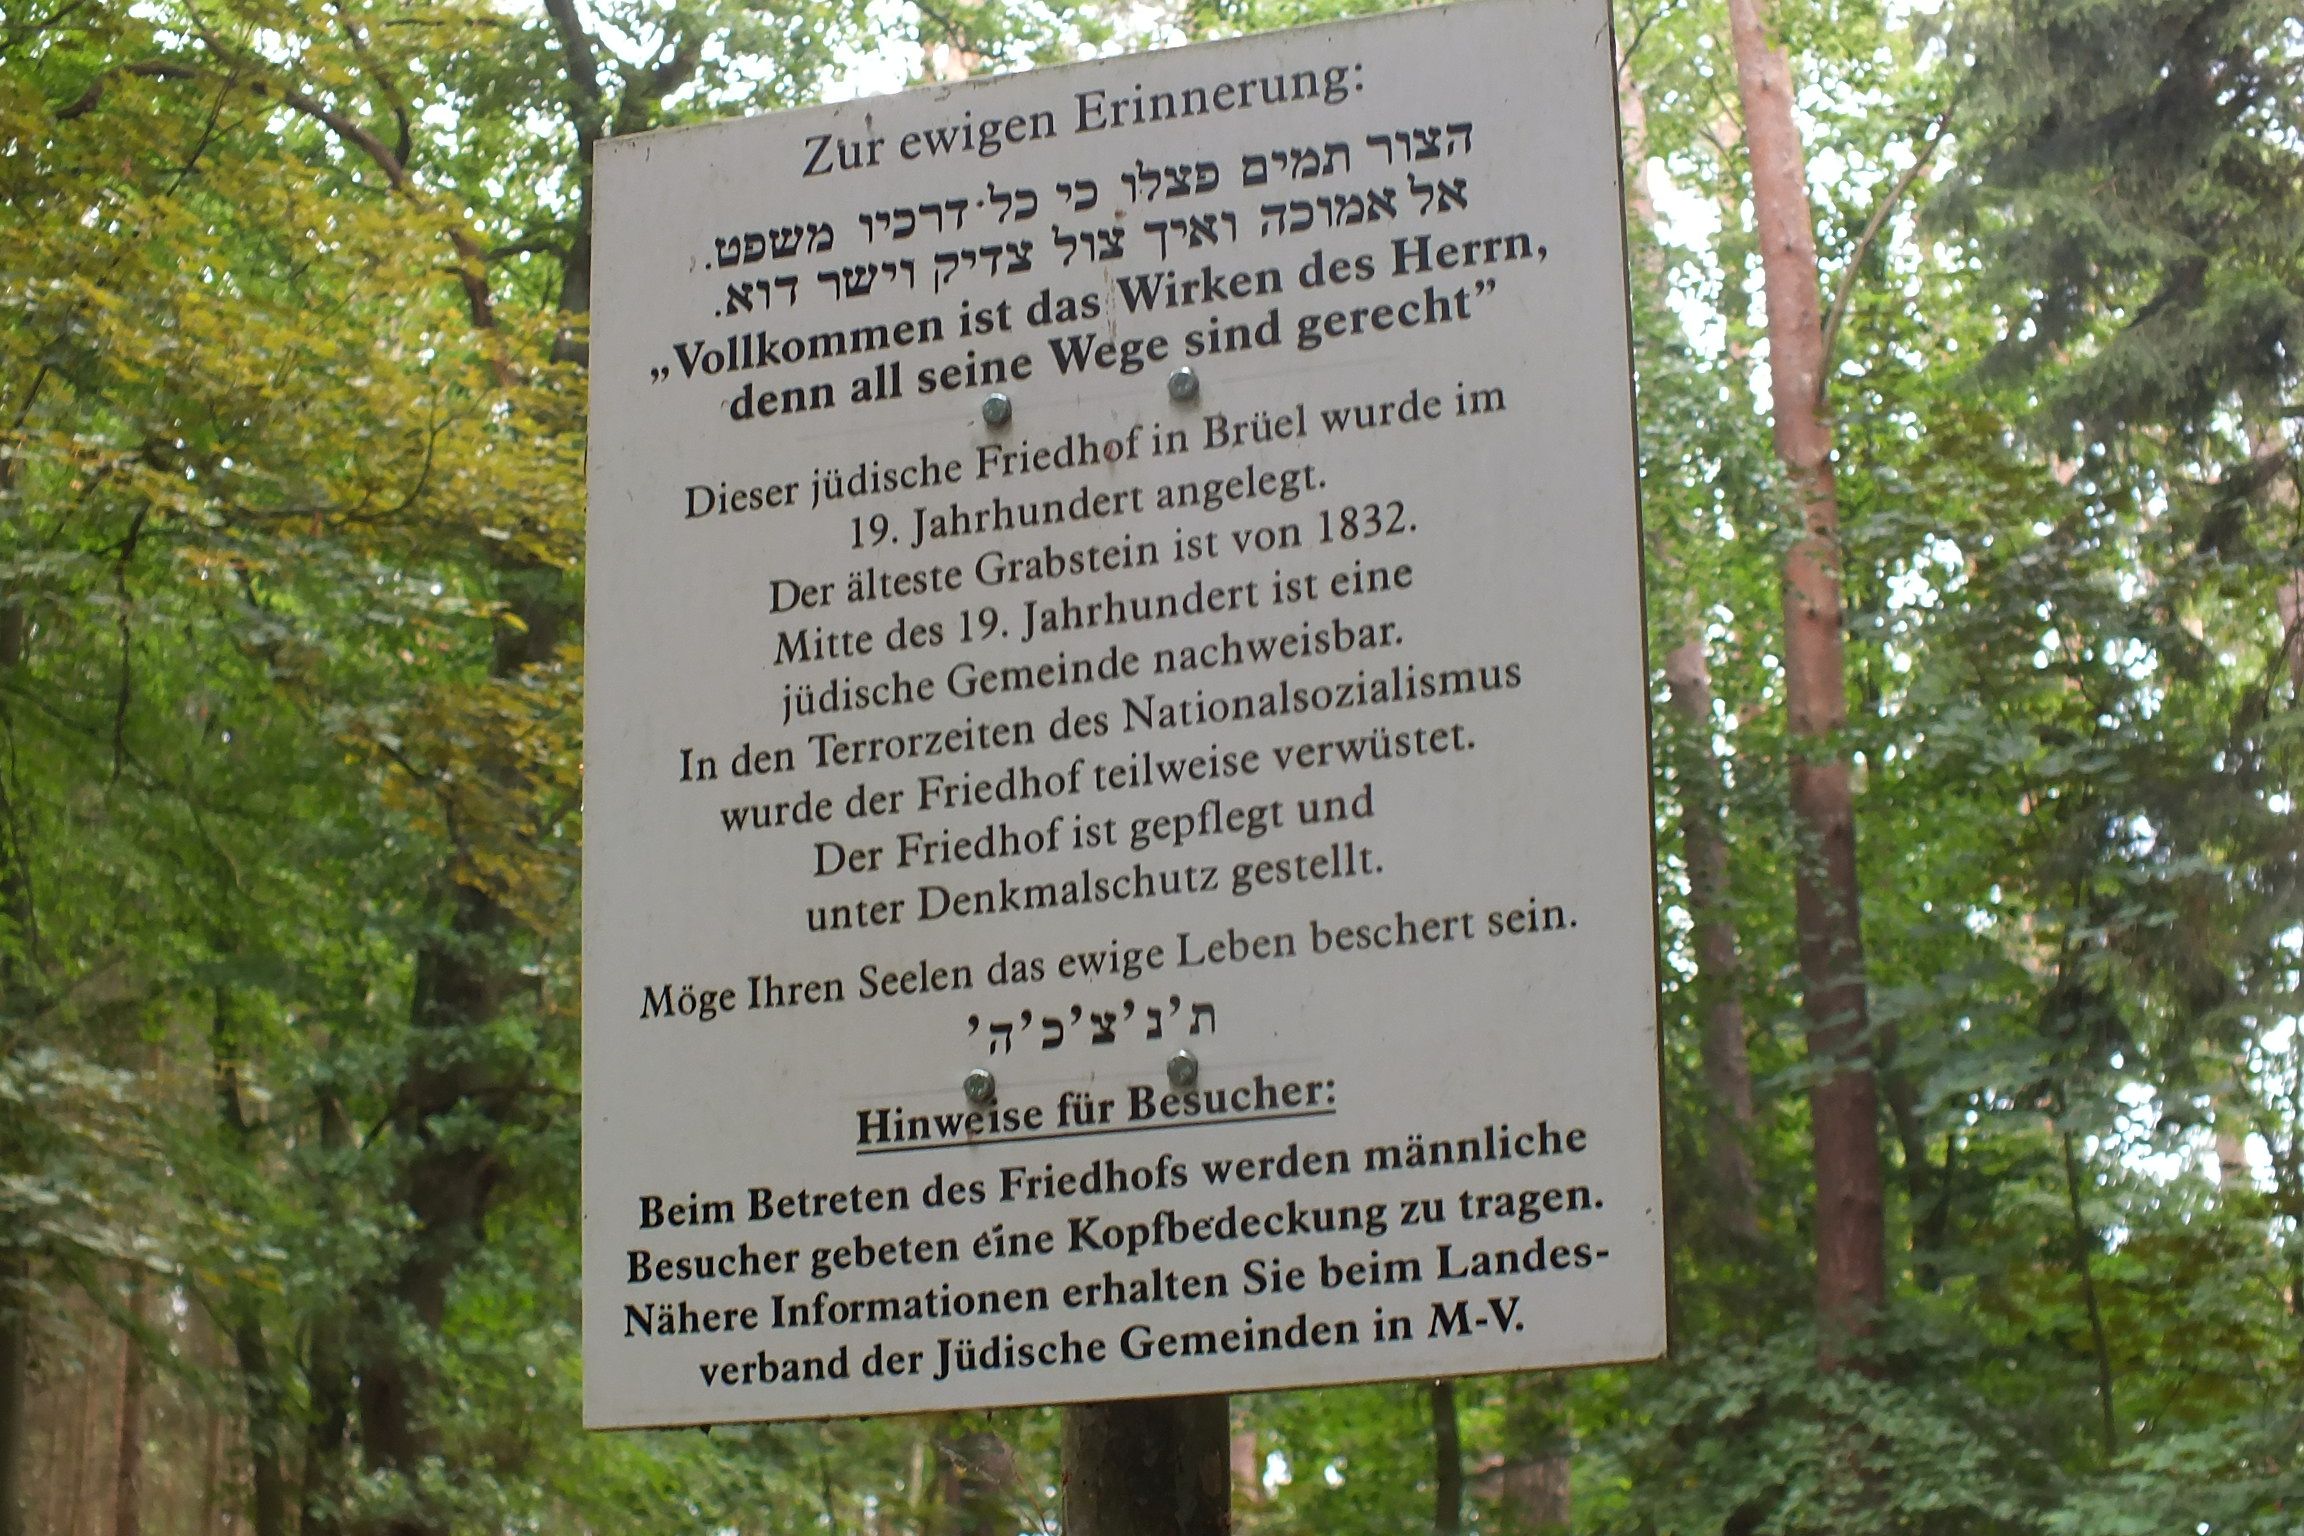 Zur ewigen Erinnerung:
הצור תמים פצלו כי כל·דרכיו משפט.
אל אמוכה ואיך צול צדיק וישר דוא.
„Vollkommen ist das Wirken des Herrn,
denn all seine Wege sind gerecht”
Dieser jüdische Friedhof in Brüel wurde im
19. Jahrhundert angelegt.
Der älteste Grabstein ist von 1832.
Mitte des 19. Jahrhundert ist eine
jüdische Gemeinde nachweisbar.
In den Terrorzeiten des Nationalsozialismus
wurde der Friedhof teilweise verwüstet.
Der Friedhof ist gepflegt und
unter Denkmalschutz gestellt.
Möge Ihren Seelen das ewige Leben beschert sein.
ת’נ’צ’כ’ה’
Hinweise für Besucher:
Beim Betreten des Friedhofs werden männliche
Besucher gebeten eine Kopfbedeckung zu tragen.
Nähere Informationen erhalten Sie beim Landes-
verband der Jüdische Gemeinden in M-V.